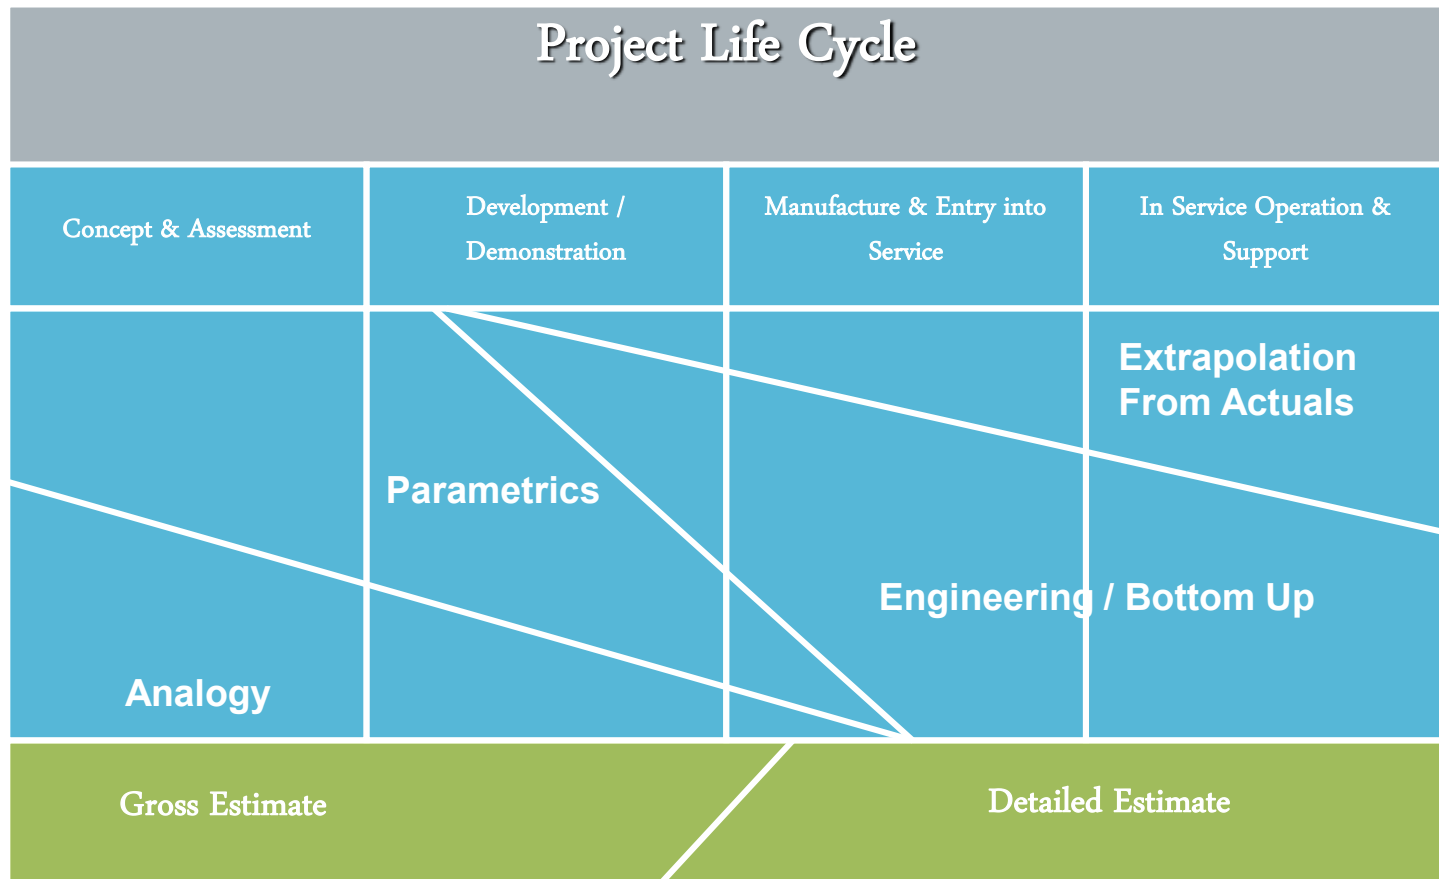 Project Life Cycle
Concept & Assessment
Development /
Demonstration
Manufacture & Entry into
Service
In Service Operation &
Support
Extrapolation
From Actuals
Parametrics
Engineering / Bottom Up
Analogy
Gross Estimate
Detailed Estimate